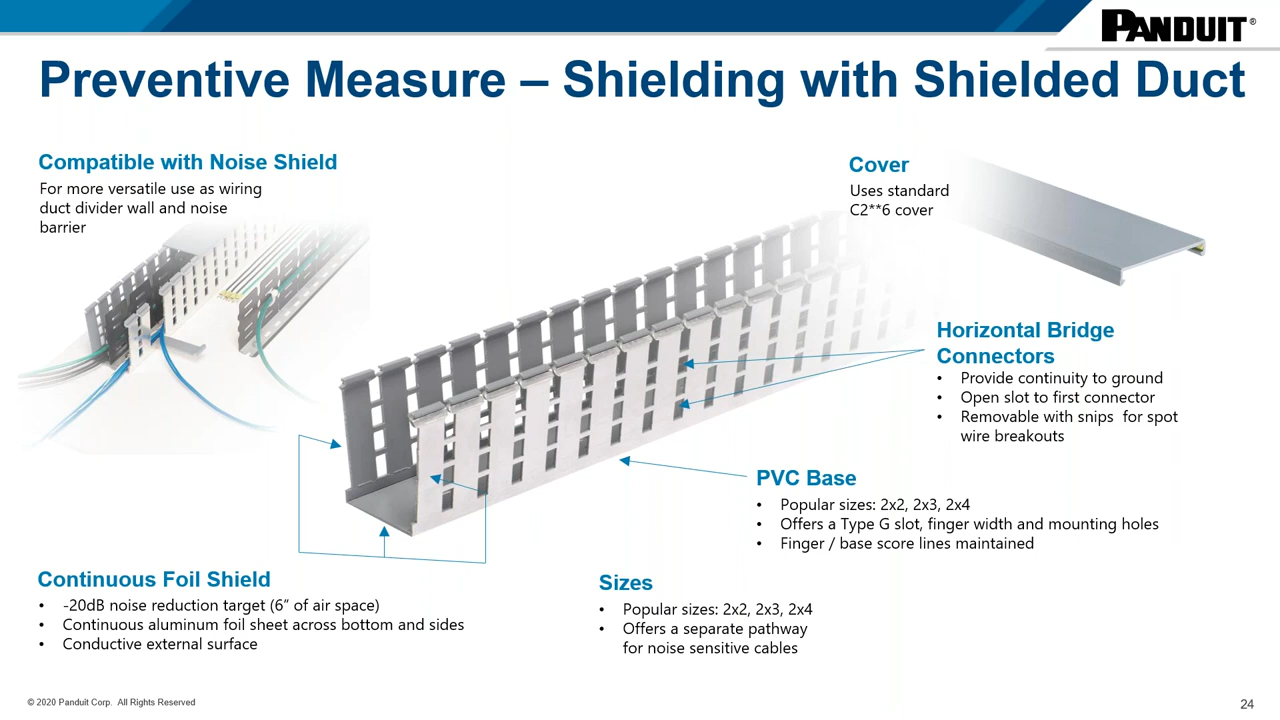 PANDUIT®
Preventive Measure – Shielding with Shielded Duct
Compatible with Noise Shield
For more versatile use as wiring
duct divider wall and noise
barrier
Cover
Uses standard
C2**6 cover
Horizontal Bridge
Connectors
• Provide continuity to ground
• Open slot to first connector
• Removable with snips for spot
wire breakouts
PVC Base
• Popular sizes: 2x2, 2x3, 2x4
• Offers a Type G slot, finger width and mounting holes
• Finger / base score lines maintained
Continuous Foil Shield
• -20dB noise reduction target (6” of air space)
• Continuous aluminum foil sheet across bottom and sides
• Conductive external surface
Sizes
• Popular sizes: 2x2, 2x3, 2x4
• Offers a separate pathway
for noise sensitive cables
© 2020 Panduit Corp. All Rights Reserved
24